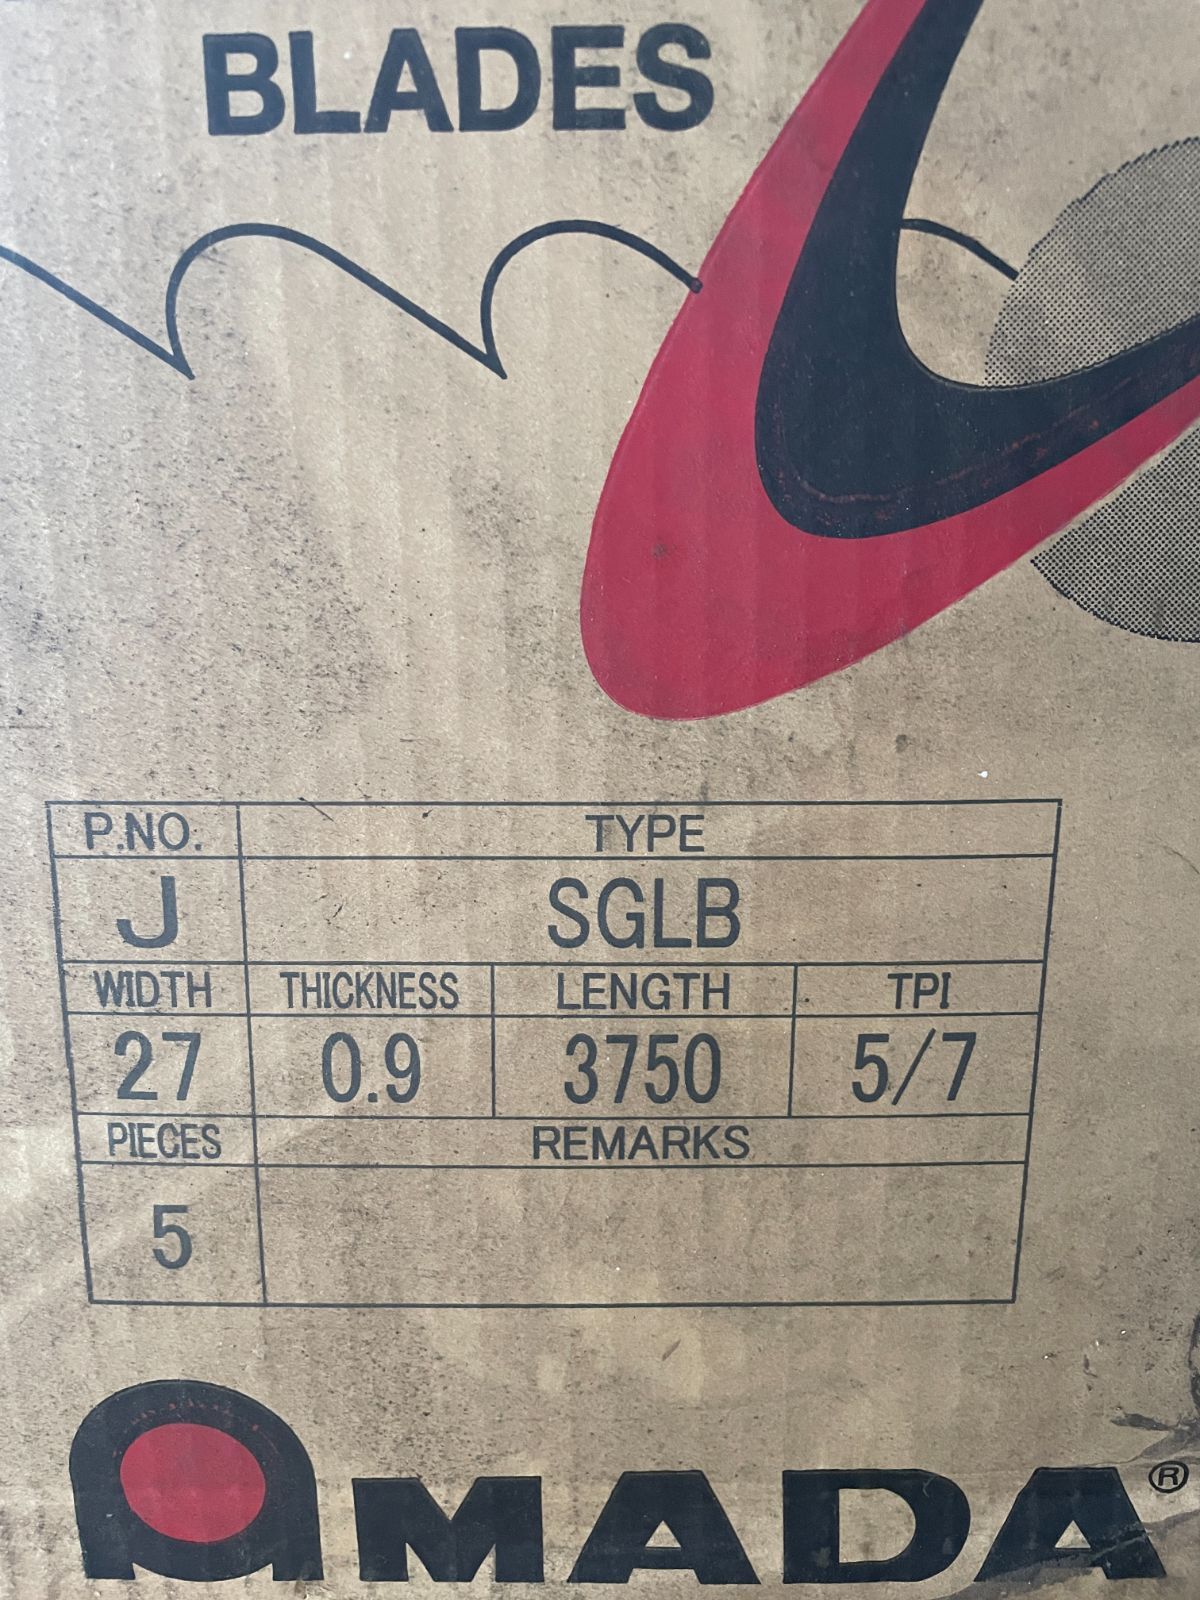 BLADES
P.NO. TYPE
J SGLB
WIDTH THICKNESS LENGTH TPI
27 0.9 3750 5/7
PIECES REMARKS
5
AMADA®